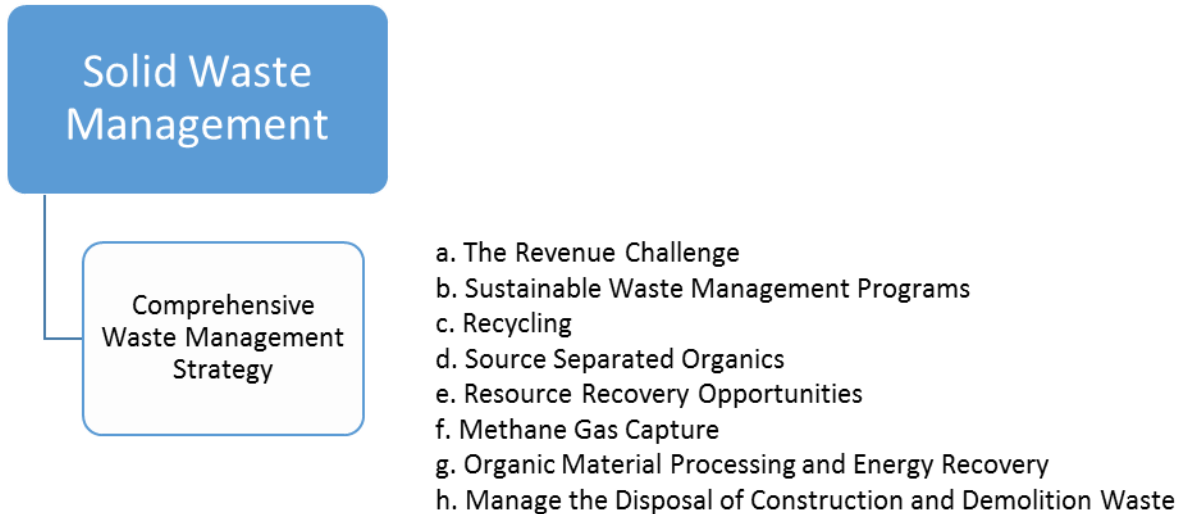 Solid Waste
Management
Comprehensive
Waste Management
Strategy
a. The Revenue Challenge
b. Sustainable Waste Management Programs
c. Recycling
d. Source Separated Organics
e. Resource Recovery Opportunities
f. Methane Gas Capture
g. Organic Material Processing and Energy Recovery
h. Manage the Disposal of Construction and Demolition Waste